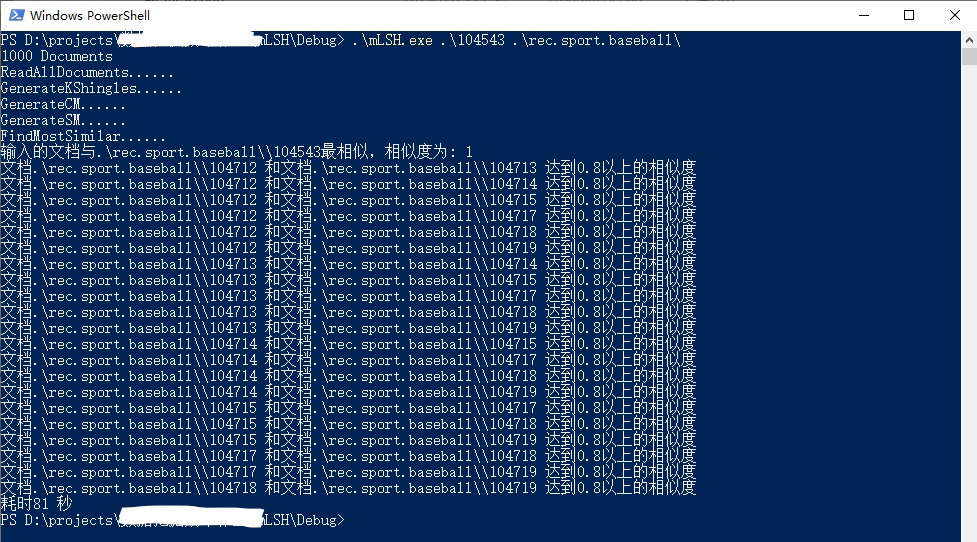 Windows PowerShell
PS D:\projects\ mLSH\Debug> .\mLSH.exe .\104543 .\rec.sport.baseball\
1000 Documents
ReadAllDocuments......
GenerateKShingles......
GenerateCM......
GenerateSM......
FindMostSimilar......
输入的文档与.\rec.sport.baseball\\104543最相似，相似度为: 1
文档.\rec.sport.baseball\\104712 和文档.\rec.sport.baseball\\104713 达到0.8以上的相似度
文档.\rec.sport.baseball\\104712 和文档.\rec.sport.baseball\\104714 达到0.8以上的相似度
文档.\rec.sport.baseball\\104712 和文档.\rec.sport.baseball\\104715 达到0.8以上的相似度
文档.\rec.sport.baseball\\104712 和文档.\rec.sport.baseball\\104717 达到0.8以上的相似度
文档.\rec.sport.baseball\\104712 和文档.\rec.sport.baseball\\104718 达到0.8以上的相似度
文档.\rec.sport.baseball\\104712 和文档.\rec.sport.baseball\\104719 达到0.8以上的相似度
文档.\rec.sport.baseball\\104713 和文档.\rec.sport.baseball\\104714 达到0.8以上的相似度
文档.\rec.sport.baseball\\104713 和文档.\rec.sport.baseball\\104715 达到0.8以上的相似度
文档.\rec.sport.baseball\\104713 和文档.\rec.sport.baseball\\104717 达到0.8以上的相似度
文档.\rec.sport.baseball\\104713 和文档.\rec.sport.baseball\\104718 达到0.8以上的相似度
文档.\rec.sport.baseball\\104713 和文档.\rec.sport.baseball\\104719 达到0.8以上的相似度
文档.\rec.sport.baseball\\104714 和文档.\rec.sport.baseball\\104715 达到0.8以上的相似度
文档.\rec.sport.baseball\\104714 和文档.\rec.sport.baseball\\104717 达到0.8以上的相似度
文档.\rec.sport.baseball\\104714 和文档.\rec.sport.baseball\\104718 达到0.8以上的相似度
文档.\rec.sport.baseball\\104714 和文档.\rec.sport.baseball\\104719 达到0.8以上的相似度
文档.\rec.sport.baseball\\104715 和文档.\rec.sport.baseball\\104717 达到0.8以上的相似度
文档.\rec.sport.baseball\\104715 和文档.\rec.sport.baseball\\104718 达到0.8以上的相似度
文档.\rec.sport.baseball\\104715 和文档.\rec.sport.baseball\\104719 达到0.8以上的相似度
文档.\rec.sport.baseball\\104717 和文档.\rec.sport.baseball\\104718 达到0.8以上的相似度
文档.\rec.sport.baseball\\104717 和文档.\rec.sport.baseball\\104719 达到0.8以上的相似度
文档.\rec.sport.baseball\\104718 和文档.\rec.sport.baseball\\104719 达到0.8以上的相似度
耗时81 秒
PS D:\projects\ mLSH\Debug>